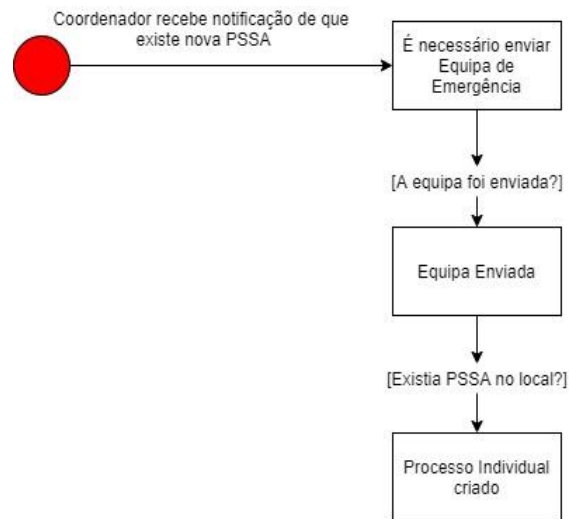 Coordenador recebe notificação de que
existe nova PSSA
É necessário enviar
Equipa de
Emergência
[A equipa foi enviada?]
Equipa Enviada
[Existia PSSA no local?]
Processo Individual
criado